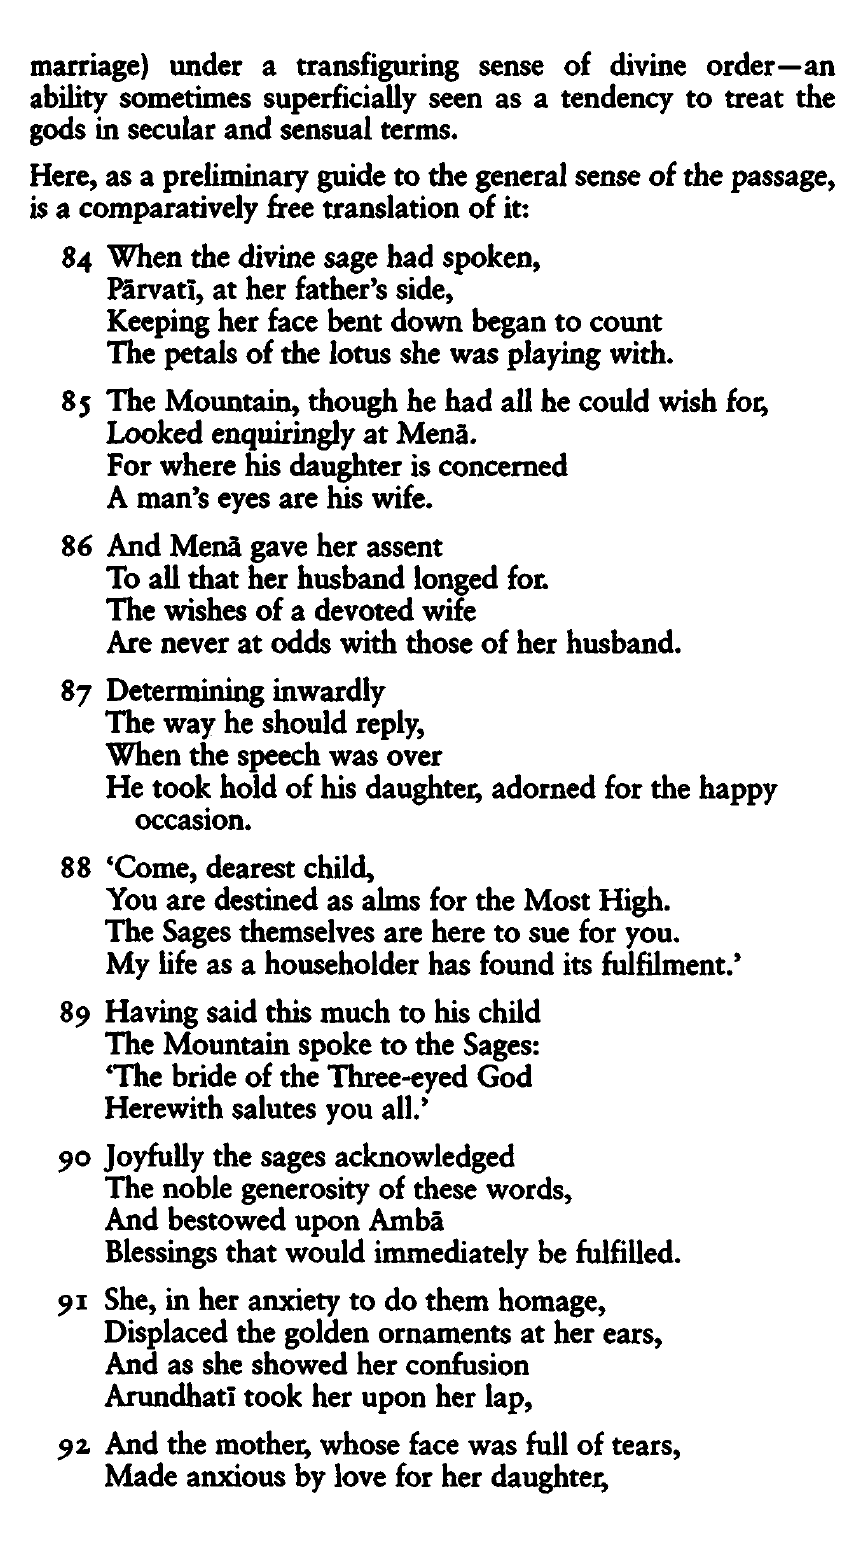 marriage) under a transfiguring sense of divine order—an
ability sometimes superficially seen as a tendency to treat the
gods in secular and sensual terms.
Here, as a preliminary guide to the general sense of the passage,
is a comparatively free translation of it:
84 When the divine sage had spoken,
Pārvatī, at her father's side,
Keeping her face bent down began to count
The petals of the lotus she was playing with.
85 The Mountain, though he had all he could wish for,
Looked enquiringly at Menā.
For where his daughter is concerned
A man's eyes are his wife.
86 And Menā gave her assent
To all that her husband longed for.
The wishes of a devoted wife
Are never at odds with those of her husband.
87 Determining inwardly
The way he should reply,
When the speech was over
He took hold of his daughter, adorned for the happy
occasion.
88 ‘Come, dearest child,
You are destined as alms for the Most High.
The Sages themselves are here to sue for you.
My life as a householder has found its fulfilment.’
89 Having said this much to his child
The Mountain spoke to the Sages:
‘The bride of the Three-eyed God
Herewith salutes you all.’
90 Joyfully the sages acknowledged
The noble generosity of these words,
And bestowed upon Ambā
Blessings that would immediately be fulfilled.
91 She, in her anxiety to do them homage,
Displaced the golden ornaments at her ears,
And as she showed her confusion
Arundhatī took her upon her lap,
92 And the mother, whose face was full of tears,
Made anxious by love for her daughter,